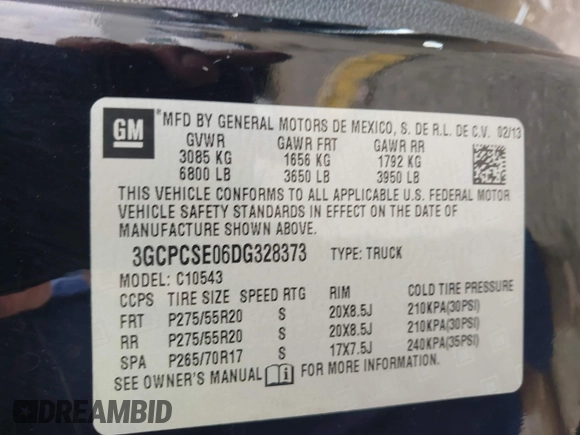 GM ® MFD BY GENERAL MOTORS DE MEXICO, S. DE R.L. DE C.V. 02/13
GVWR GAWR FRT GAWR RR
3085 KG 1656 KG 1792 KG
6800 LB 3650 LB 3950 LB
THIS VEHICLE CONFORMS TO ALL APPLICABLE U.S. FEDERAL MOTOR
VEHICLE SAFETY STANDARDS IN EFFECT ON THE DATE OF
MANUFACTURE SHOWN ABOVE.
3GCPCSE06DG328373 TYPE: TRUCK
MODEL: C10543
CCPS TIRE SIZE SPEED RTG RIM COLD TIRE PRESSURE
FRT P275/55R20 S 20X8.5J 210KPA(30PSI)
RR P275/55R20 S 20X8.5J 210KPA(30PSI)
SPA P265/70R17 S 17X7.5J 240KPA(35PSI)
SEE OWNER'S MANUAL FOR MORE INFORMATION.
DREAMBID